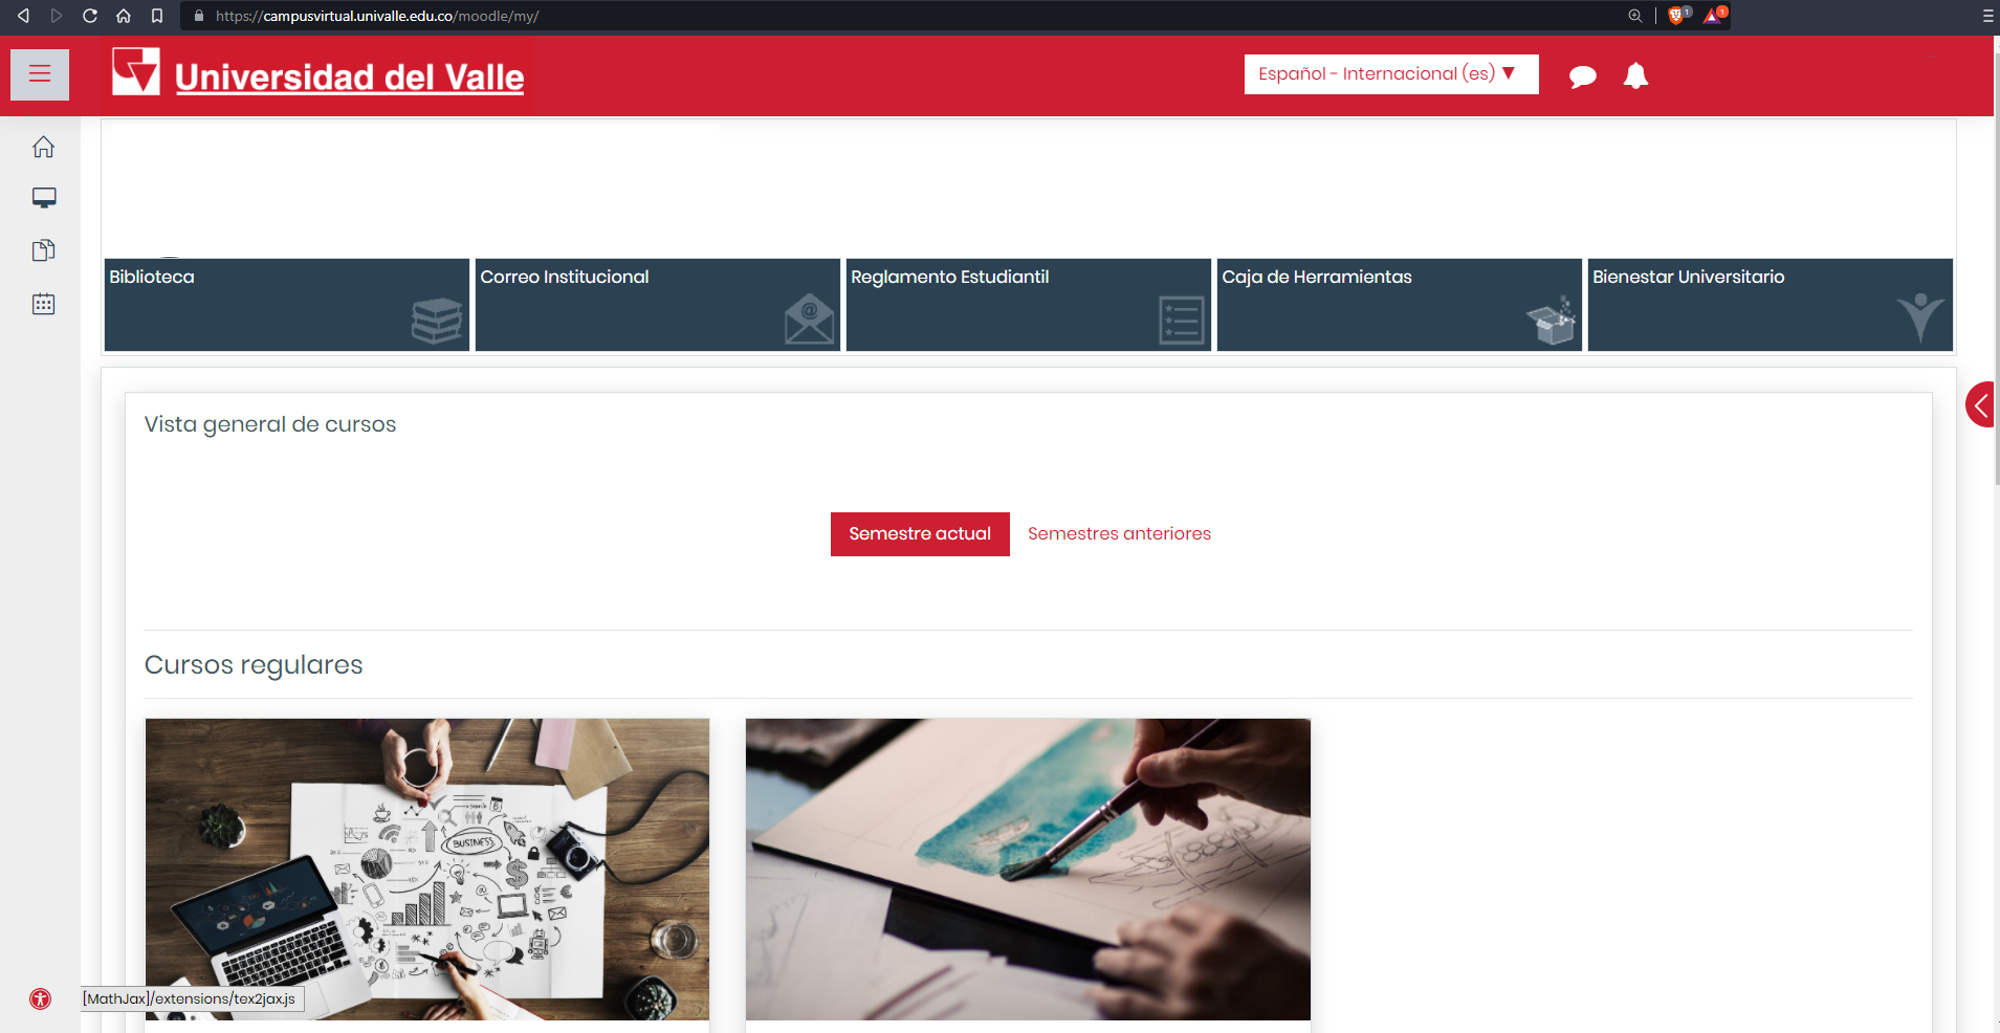 https://campusvirtual.univalle.edu.co/moodle/my/
1
1
Universidad del Valle
Español - Internacional (es) ▼
Biblioteca
Correo Institucional
Reglamento Estudiantil
Caja de Herramientas
Bienestar Universitario
Vista general de cursos
Semestre actual
Semestres anteriores
Cursos regulares
BUSINESS
[MathJax]/extensions/tex2jax.js